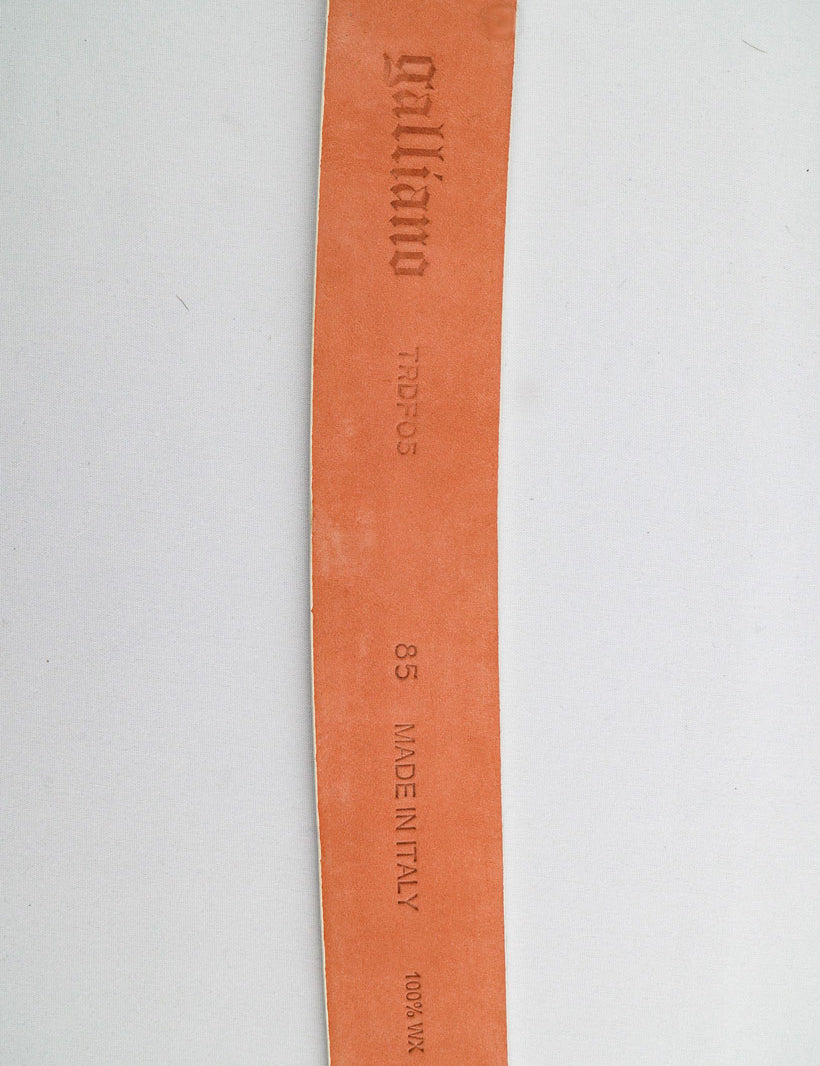 galliano
TRDF05
85
MADE IN ITALY
100% WX